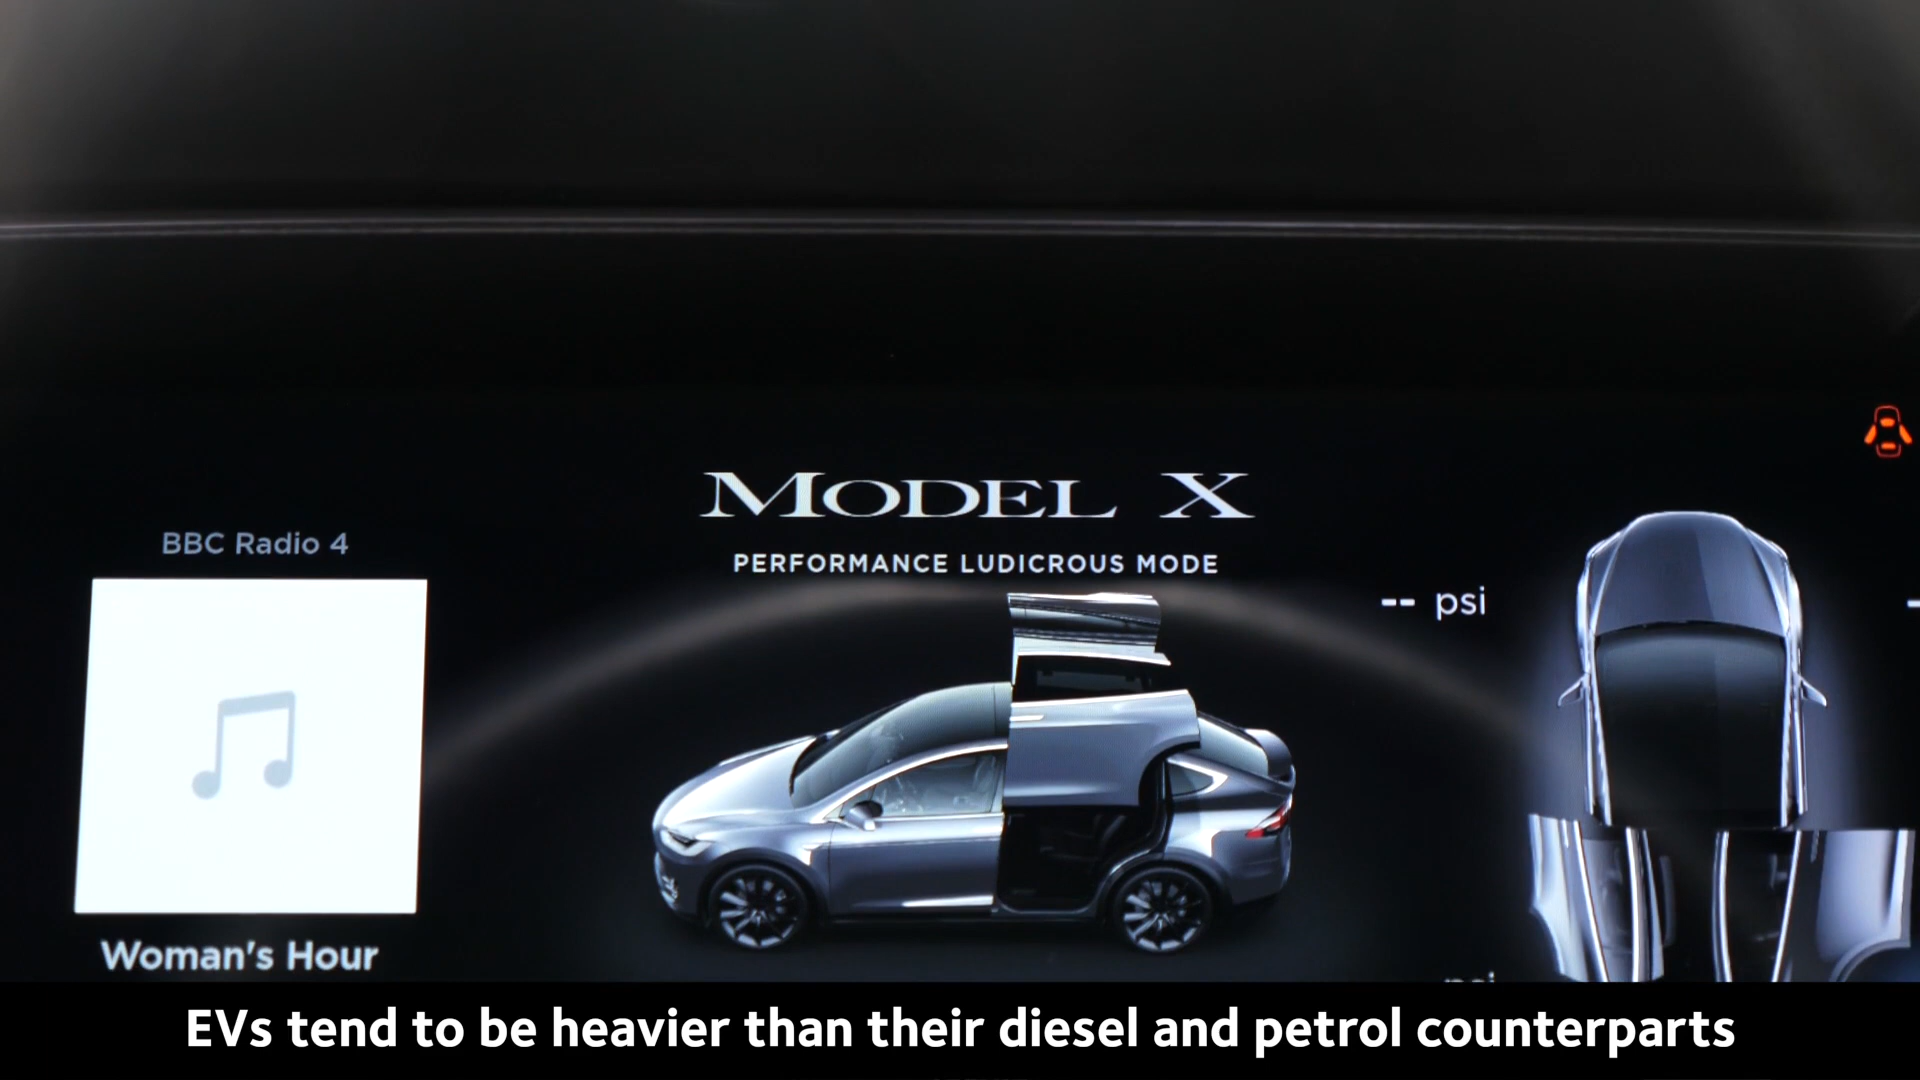 MODEL X
PERFORMANCE LUDICROUS MODE
BBC Radio 4
-- psi
Woman's Hour
psi
EVs tend to be heavier than their diesel and petrol counterparts